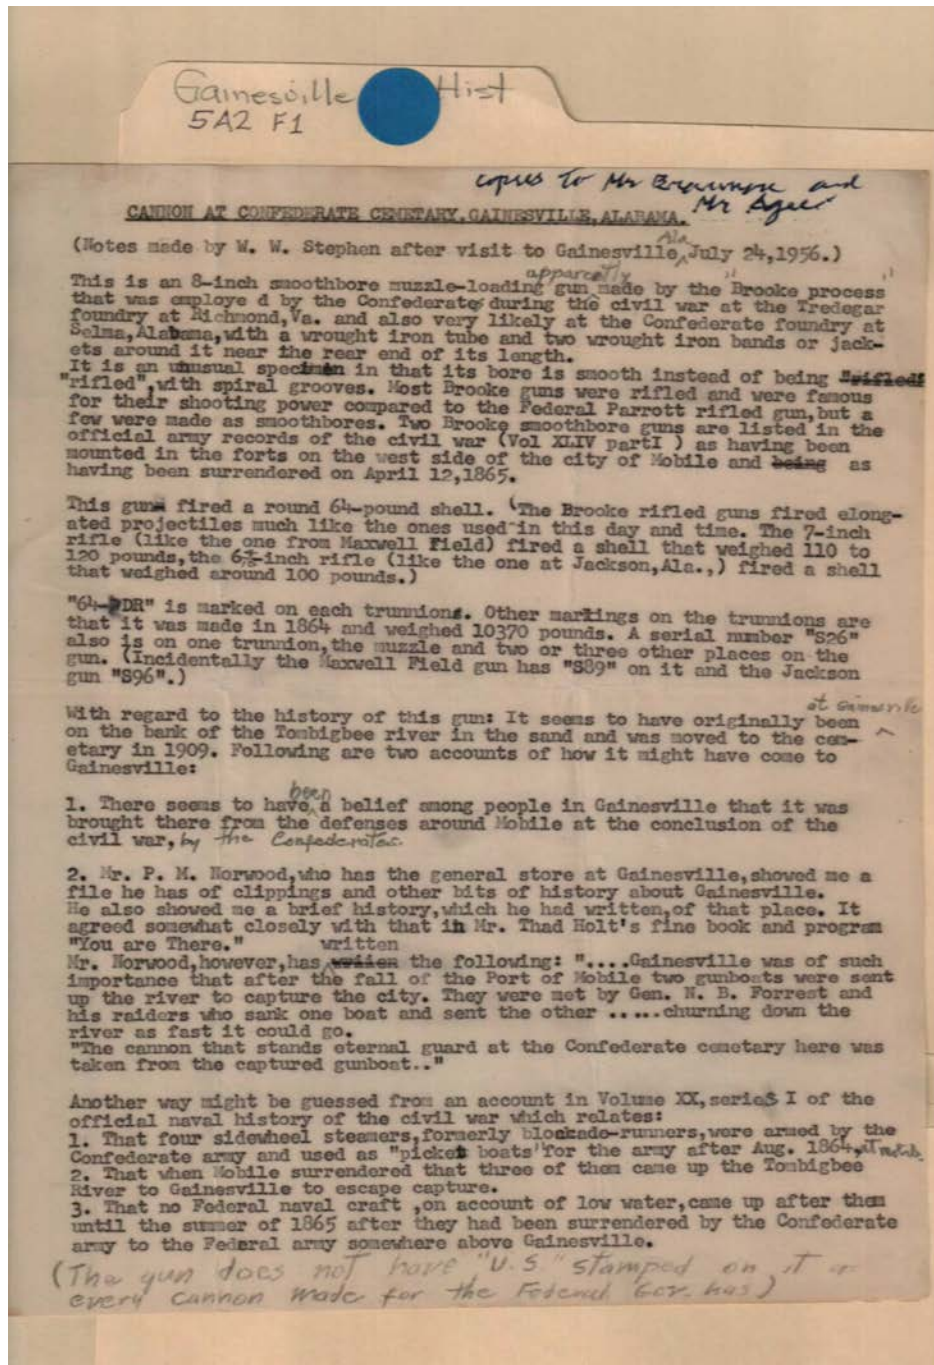 Gainesville Hist
5A2 F1
copies to Mr and
Mr Agee
CANNON AT CONFEDERATE CEMETARY, GAINESVILLE, ALABAMA.
(Notes made by W. W. Stephen after visit to Gainesville, Ala July 24,1956.)
This is an 8-inch smoothbore muzzle-loading gun apparently made by the "Brooke process"
that was employe d by the Confederates during the civil war at the Tredegar
foundry at Richmond,Va. and also very likely at the Confederate foundry at
Selma,Alabama,with a wrought iron tube and two wrought iron bands or jack-
ets around it near the rear end of its length.
It is an unusual specimen in that its bore is smooth instead of being "rifled"
"rifled",with spiral grooves. Most Brooke guns were rifled and were famous
for their shooting power compared to the Federal Parrott rifled gun,but a
few were made as smoothbores. Two Brooke smoothbore guns are listed in the
official army records of the civil war (Vol XLIV partI ) as having been
mounted in the forts on the west side of the city of Mobile and being as
having been surrendered on April 12,1865.
This gun fired a round 64-pound shell. (The Brooke rifled guns fired elong-
ated projectiles much like the ones used in this day and time. The 7-inch
rifle (like the one from Maxwell Field) fired a shell that weighed 110 to
120 pounds,the 6½-inch rifle (like the one at Jackson,Ala.,) fired a shell
that weighed around 100 pounds.)
"64-PDR" is marked on each trunnions. Other markings on the trunnions are
that it was made in 1864 and weighed 10370 pounds. A serial number "S26"
also is on one trunnion,the muzzle and two or three other places on the
gun. (Incidentally the Maxwell Field gun has "S89" on it and the Jackson
gun "S96".)
With regard to the history of this gun: It seems to have originally been at Gainesville
on the bank of the Tombigbee river in the sand and was moved to the cem-
etary in 1909. Following are two accounts of how it might have come to
Gainesville:
1. There seems to have been a belief among people in Gainesville that it was
brought there from the defenses around Mobile at the conclusion of the
civil war, by the Confederates.
2. Mr. P. M. Norwood,who has the general store at Gainesville,showed me a
file he has of clippings and other bits of history about Gainesville.
He also showed me a brief history,which he had written,of that place. It
agreed somewhat closely with that in Mr. Thad Holt's fine book and program
"You are There." written
Mr. Norwood,however,has wriien the following: "....Gainesville was of such
importance that after the fall of the Port of Mobile two gunboats were sent
up the river to capture the city. They were met by Gen. N. B. Forrest and
his raiders who sank one boat and sent the other .....churning down the
river as fast it could go.
"The cannon that stands eternal guard at the Confederate cemetary here was
taken from the captured gunboat.."
Another way might be guessed from an account in Volume XX,series I of the
official naval history of the civil war which relates:
1. That four sidewheel steamers,formerly blockade-runners,were armed by the
Confederate army and used as "picket boats" for the army after Aug. 1864, at Mobile.
2. That when Mobile surrendered that three of them came up the Tombigbee
River to Gainesville to escape capture.
3. That no Federal naval craft ,on account of low water,came up after them
until the summer of 1865 after they had been surrendered by the Confederate
army to the Federal army somewhere above Gainesville.
(The gun does not have "U.S" stamped on it as
every cannon made for the Federal Gov. has)